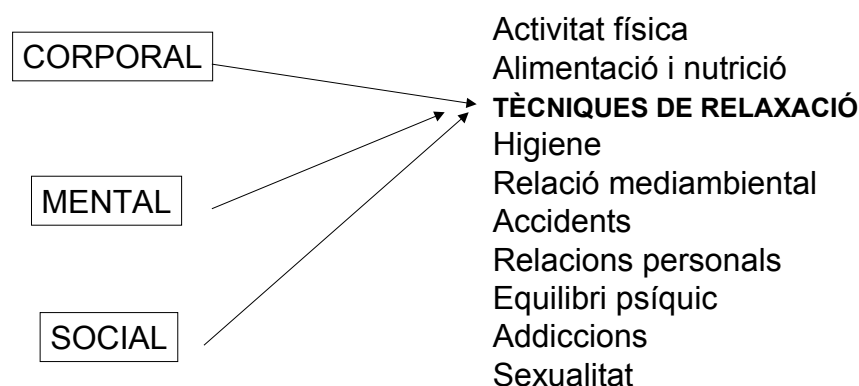 CORPORAL
MENTAL
SOCIAL
Activitat física
Alimentació i nutrició
TÈCNIQUES DE RELAXACIÓ
Higiene
Relació mediambiental
Accidents
Relacions personals
Equilibri psíquic
Addiccions
Sexualitat